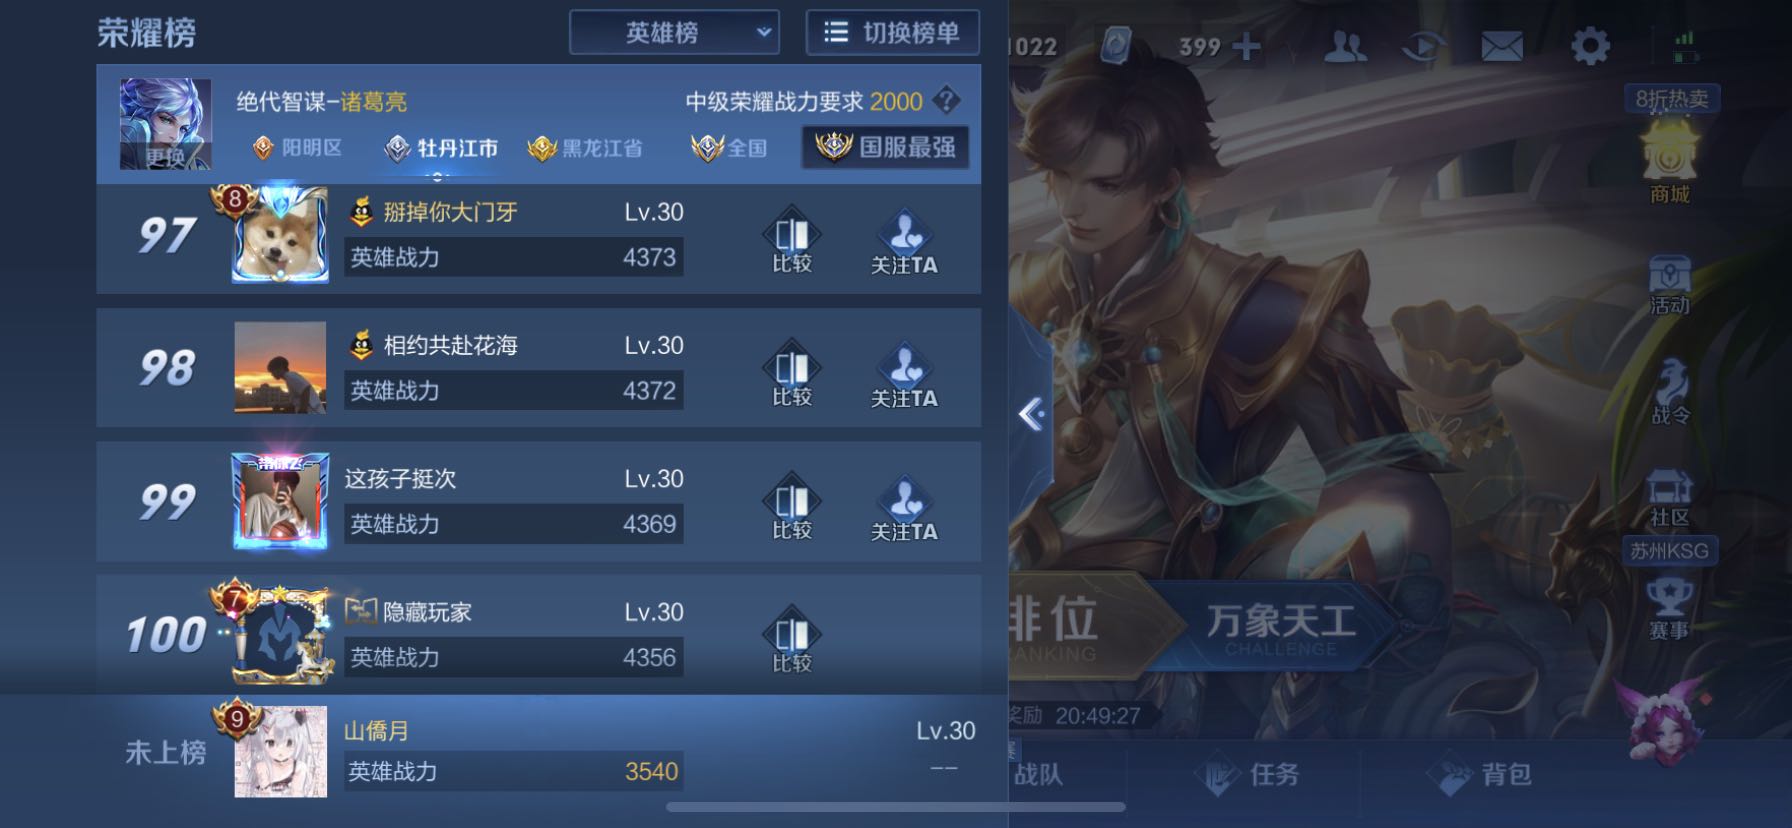 荣耀榜
英雄榜
切换榜单
更换
绝代智谋-诸葛亮
中级荣耀战力要求 2000
?
阳明区
牡丹江市
黑龙江省
全国
国服最强
97
8
掰掉你大门牙
Lv.30
英雄战力
4373
比较
关注TA
98
相约共赴花海
Lv.30
英雄战力
4372
比较
关注TA
99
带你飞
这孩子挺次
Lv.30
英雄战力
4369
比较
关注TA
100
7
隐藏玩家
Lv.30
英雄战力
4356
比较
未上榜
9
山僑月
Lv.30
英雄战力
3540
--
1022
399
8折热卖
商城
活动
战令
社区
苏州KSG
赛事
排位
RANKING
万象天工
CHALLENGE
奖励 20:49:27
战队
任务
背包